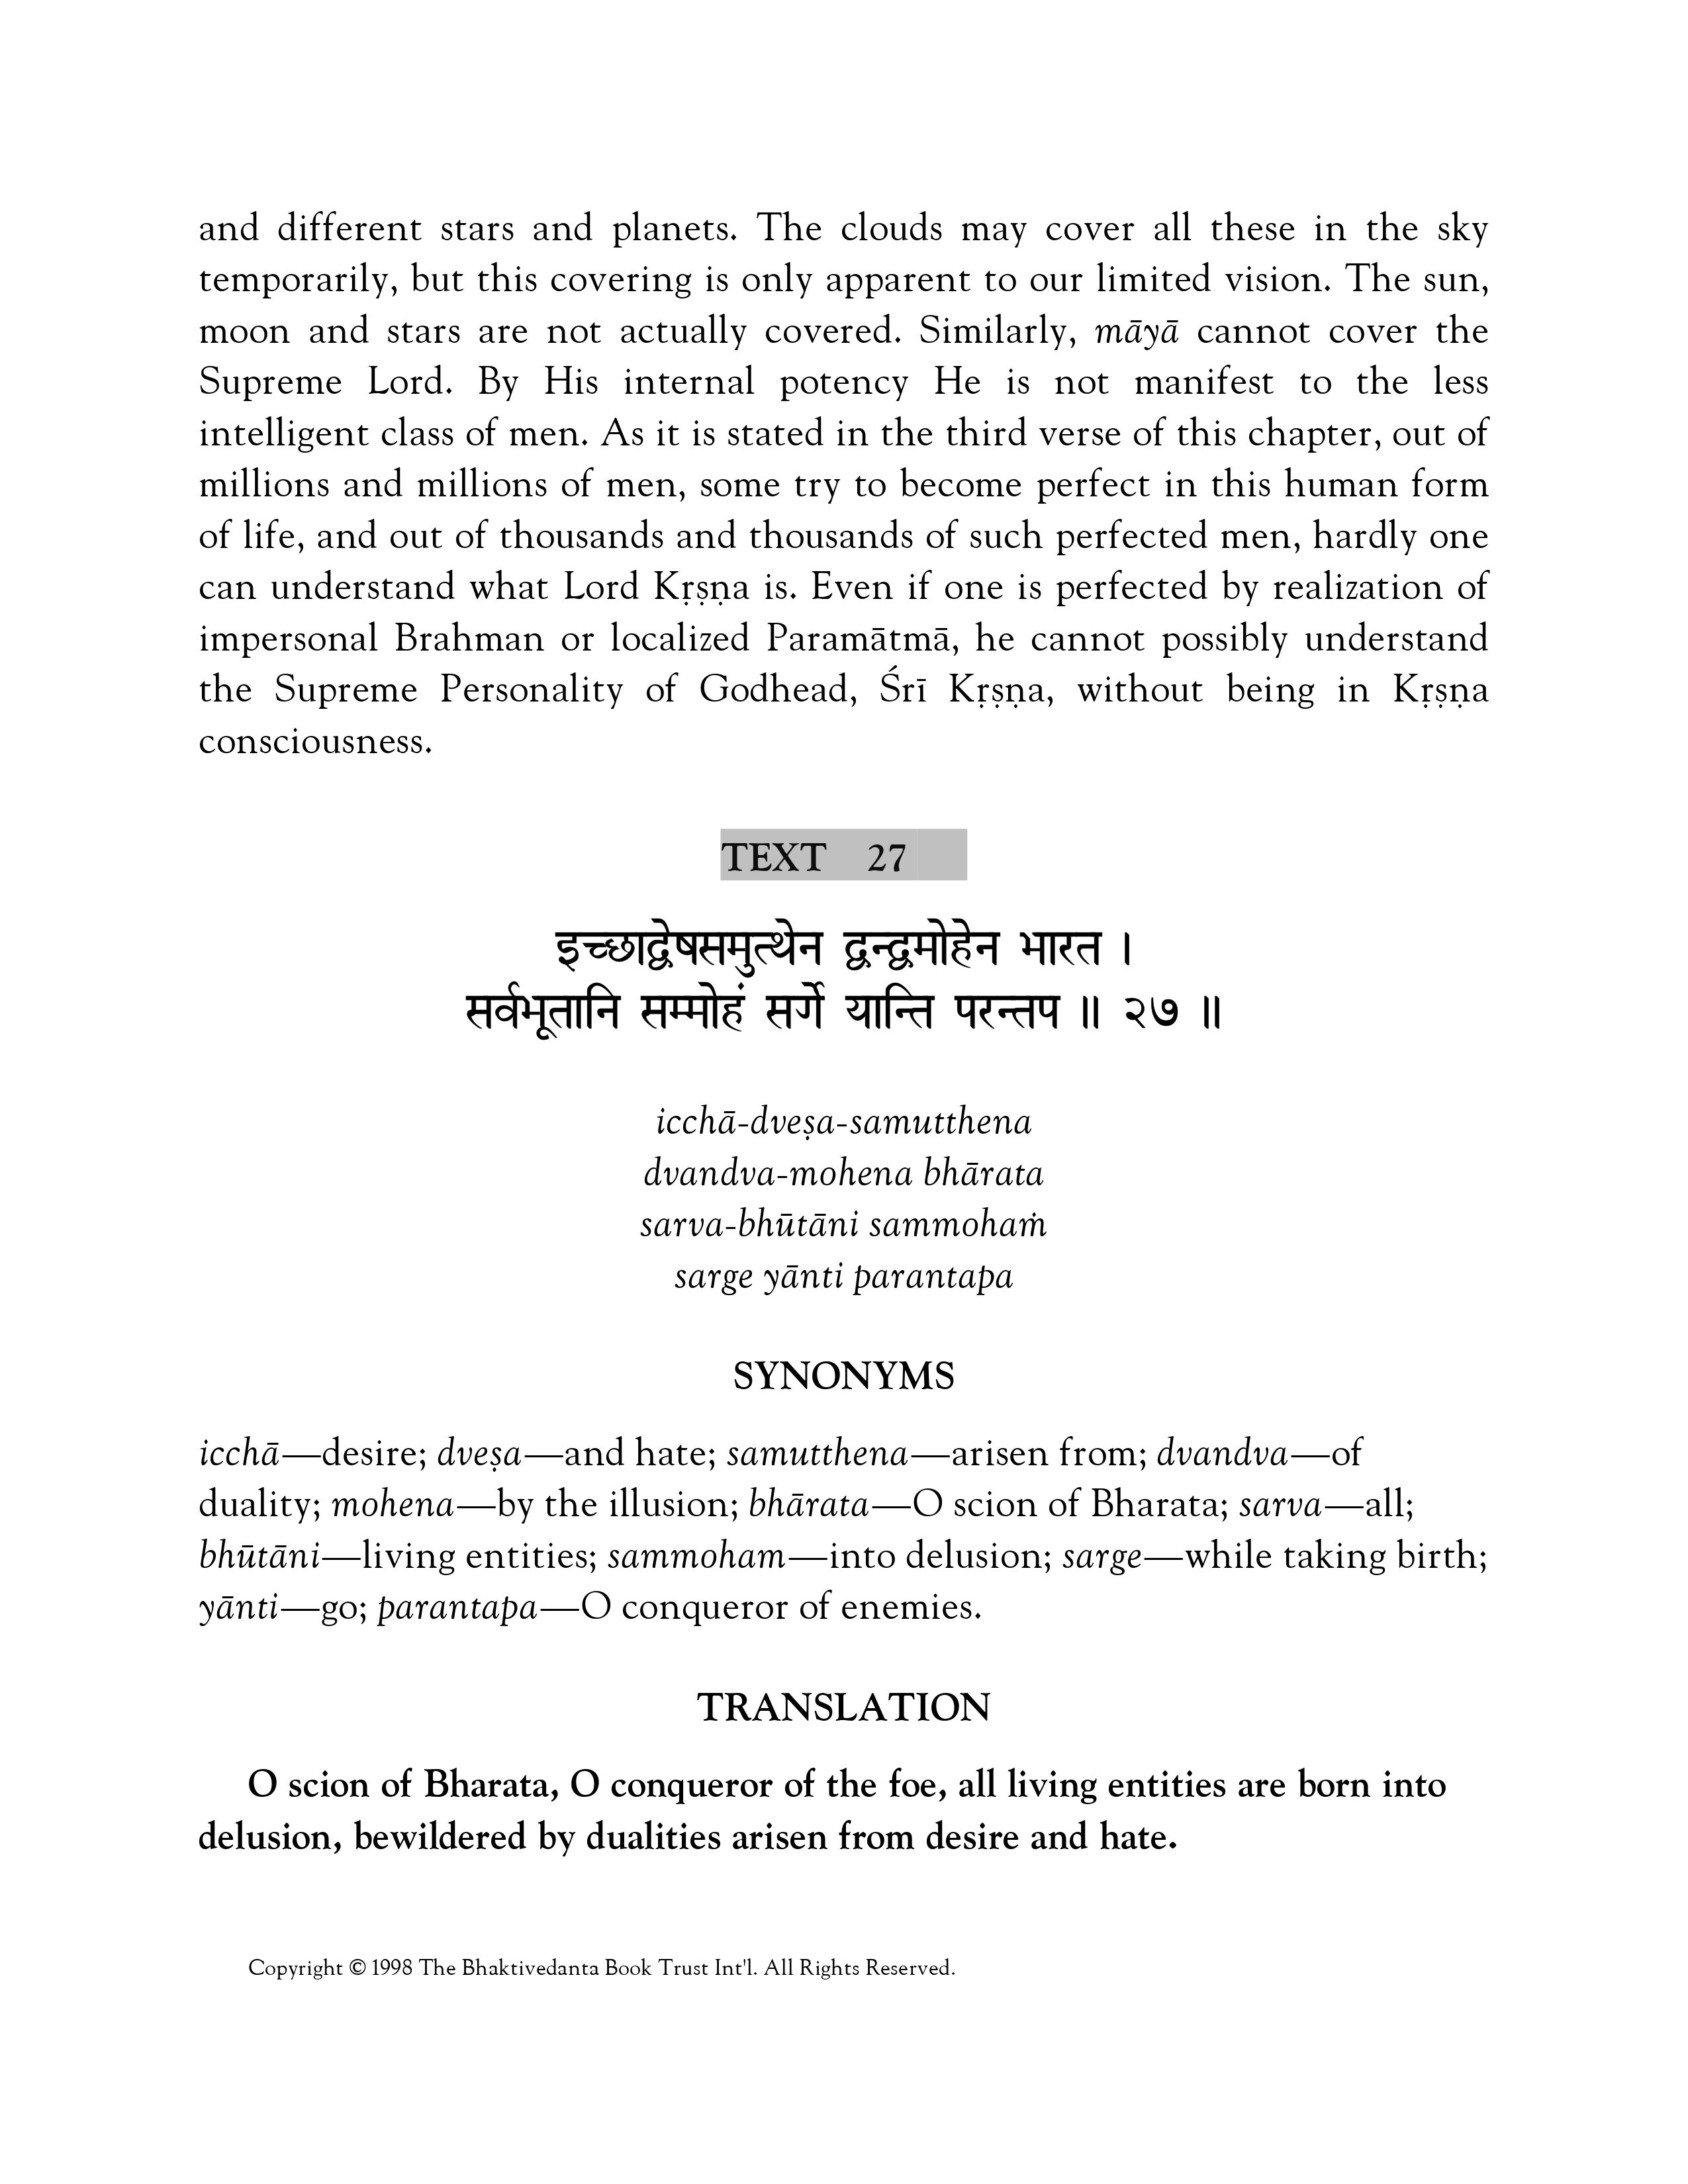 and different stars and planets. The clouds may cover all these in the sky
temporarily, but this covering is only apparent to our limited vision. The sun,
moon and stars are not actually covered. Similarly, māyā cannot cover the
Supreme Lord. By His internal potency He is not manifest to the less
intelligent class of men. As it is stated in the third verse of this chapter, out of
millions and millions of men, some try to become perfect in this human form
of life, and out of thousands and thousands of such perfected men, hardly one
can understand what Lord Kṛṣṇa is. Even if one is perfected by realization of
impersonal Brahman or localized Paramātmā, he cannot possibly understand
the Supreme Personality of Godhead, Śrī Kṛṣṇa, without being in Kṛṣṇa
consciousness.
TEXT 27
इच्छाद्वेषसमुत्थेन द्वन्द्वमोहेन भारत ।
सर्वभूतानि सम्मोहं सर्गे यान्ति परन्तप ॥ २७ ॥
icchā-dveṣa-samutthena
dvandva-mohena bhārata
sarva-bhūtāni sammohaṁ
sarge yānti parantapa
SYNONYMS
icchā—desire; dveṣa—and hate; samutthena—arisen from; dvandva—of
duality; mohena—by the illusion; bhārata—O scion of Bharata; sarva—all;
bhūtāni—living entities; sammoham—into delusion; sarge—while taking birth;
yānti—go; parantapa—O conqueror of enemies.
TRANSLATION
O scion of Bharata, O conqueror of the foe, all living entities are born into
delusion, bewildered by dualities arisen from desire and hate.
Copyright © 1998 The Bhaktivedanta Book Trust Int'l. All Rights Reserved.